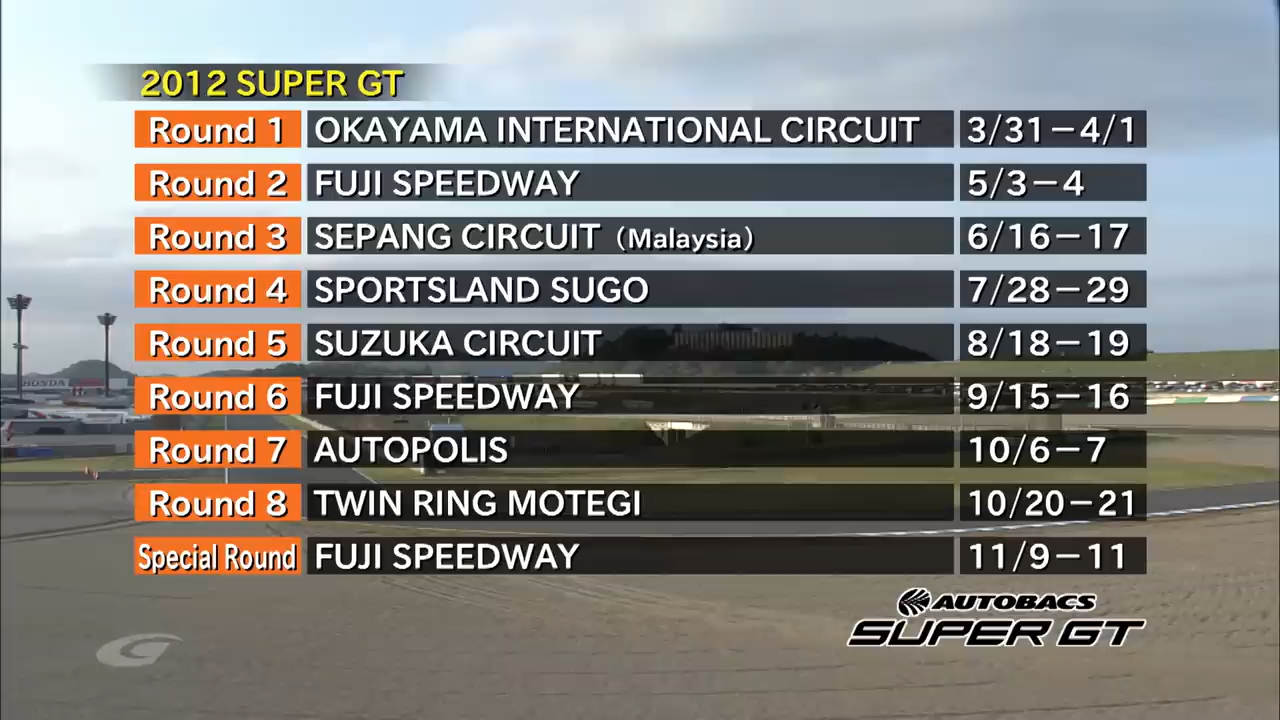 2012 SUPER GT
Round 1 OKAYAMA INTERNATIONAL CIRCUIT 3/31−4/1
Round 2 FUJI SPEEDWAY 5/3−4
Round 3 SEPANG CIRCUIT (Malaysia) 6/16−17
Round 4 SPORTSLAND SUGO 7/28−29
Round 5 SUZUKA CIRCUIT 8/18−19
HONDA
Round 6 FUJI SPEEDWAY 9/15−16
Round 7 AUTOPOLIS 10/6−7
Round 8 TWIN RING MOTEGI 10/20−21
Special Round FUJI SPEEDWAY 11/9−11
AUTOBACS
SUPER GT